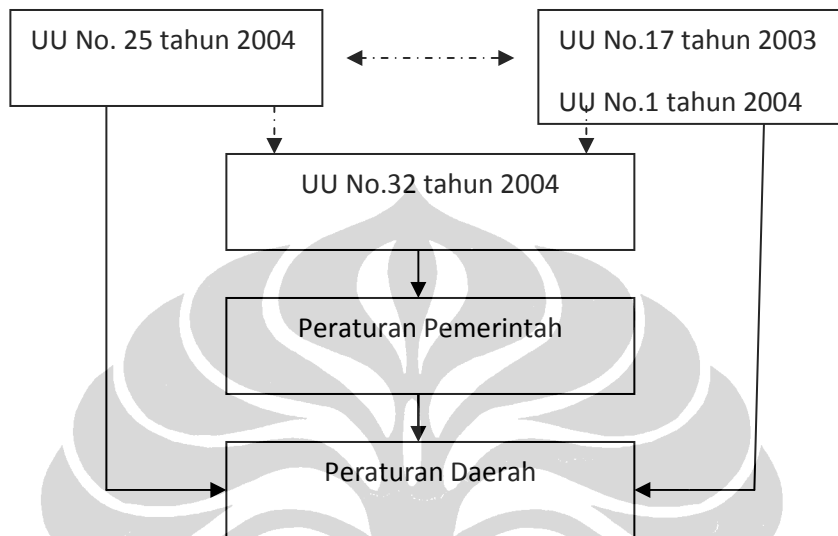 UU No. 25 tahun 2004
UU No.17 tahun 2003
UU No.1 tahun 2004
UU No.32 tahun 2004
Peraturan Pemerintah
Peraturan Daerah